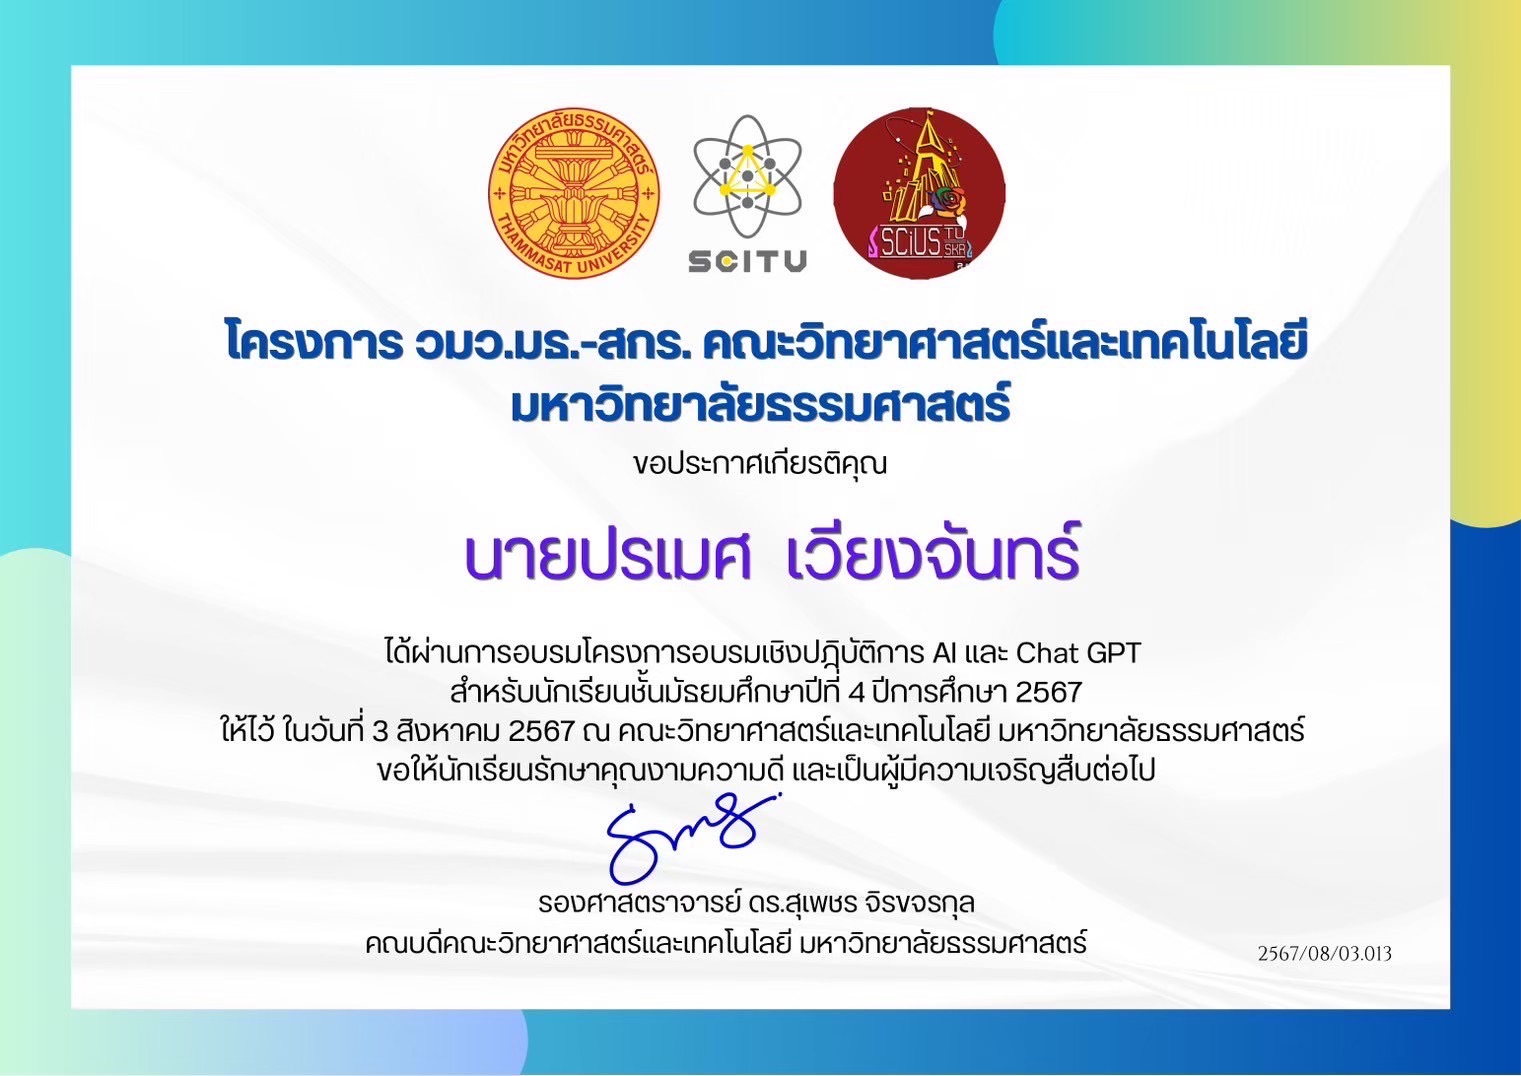 มหาวิทยาลัยธรรมศาสตร์
THAMMASAT UNIVERSITY
SCITU
SCiUS
TU
SKR
โครงการ วมว.มธ.-สกร. คณะวิทยาศาสตร์และเทคโนโลยี
มหาวิทยาลัยธรรมศาสตร์
ขอประกาศเกียรติคุณ
นายปรเมศ เวียงจันทร์
ได้ผ่านการอบรมโครงการอบรมเชิงปฎิบัติการ AI และ Chat GPT
สำหรับนักเรียนชั้นมัธยมศึกษาปีที่ 4 ปีการศึกษา 2567
ให้ไว้ ในวันที่ 3 สิงหาคม 2567 ณ คณะวิทยาศาสตร์และเทคโนโลยี มหาวิทยาลัยธรรมศาสตร์
ขอให้นักเรียนรักษาคุณงามความดี และเป็นผู้มีความเจริญสืบต่อไป
รองศาสตราจารย์ ดร.สุเพชร จิรขจรกุล
คณบดีคณะวิทยาศาสตร์และเทคโนโลยี มหาวิทยาลัยธรรมศาสตร์
2567/08/03.013